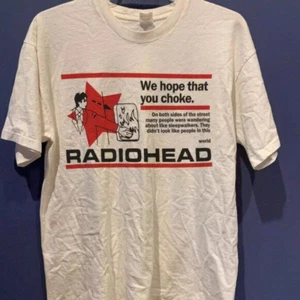 We hope that
you choke.
On both sides of the street
many people were wandering
about like sleepwalkers. They
didn't look like people in this
world
RADIOHEAD